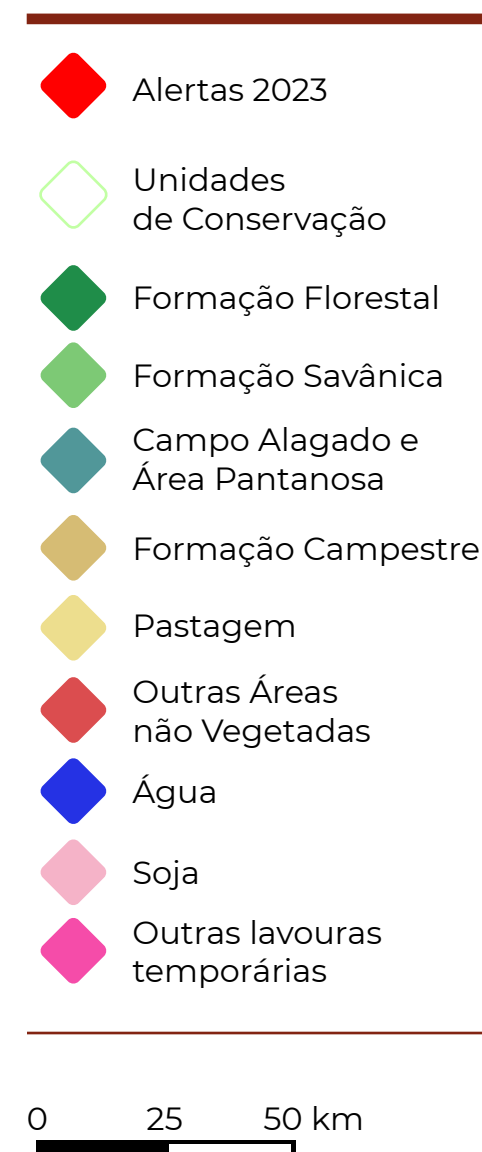 Alertas 2023
Unidades
de Conservação
Formação Florestal
Formação Savânica
Campo Alagado e
Área Pantanosa
Formação Campestre
Pastagem
Outras Áreas
não Vegetadas
Água
Soja
Outras lavouras
temporárias
0 25 50 km